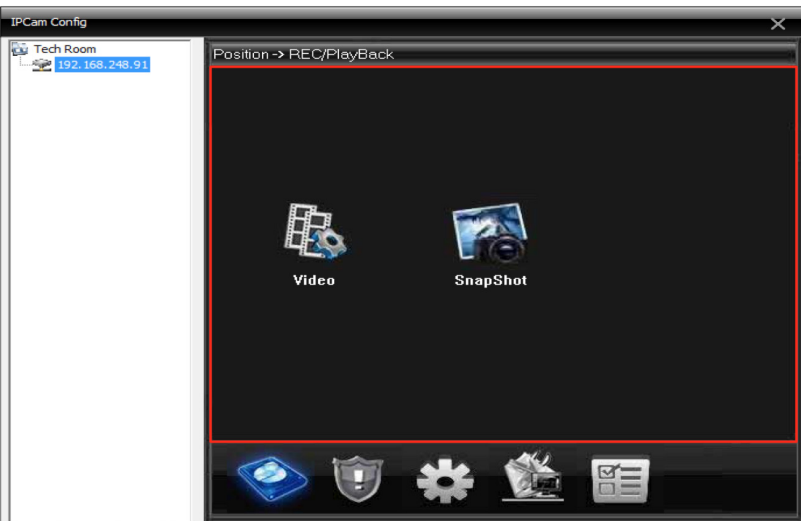 IPCam Config
Tech Room
192.168.248.91
Position -> REC/PlayBack
Video
SnapShot